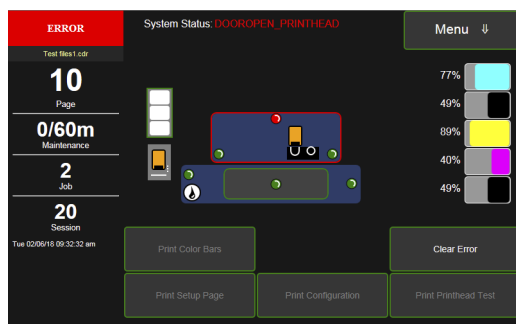 ERROR
System Status: DOOROPEN_PRINTHEAD
Menu ⇓
Test files1.cdr
10
Page
0/60m
Maintenance
2
Job
20
Session
Tue 02/06/18 09:32:32 am
77%
49%
89%
40%
49%
Print Color Bars
Clear Error
Print Setup Page
Print Configuration
Print Printhead Test